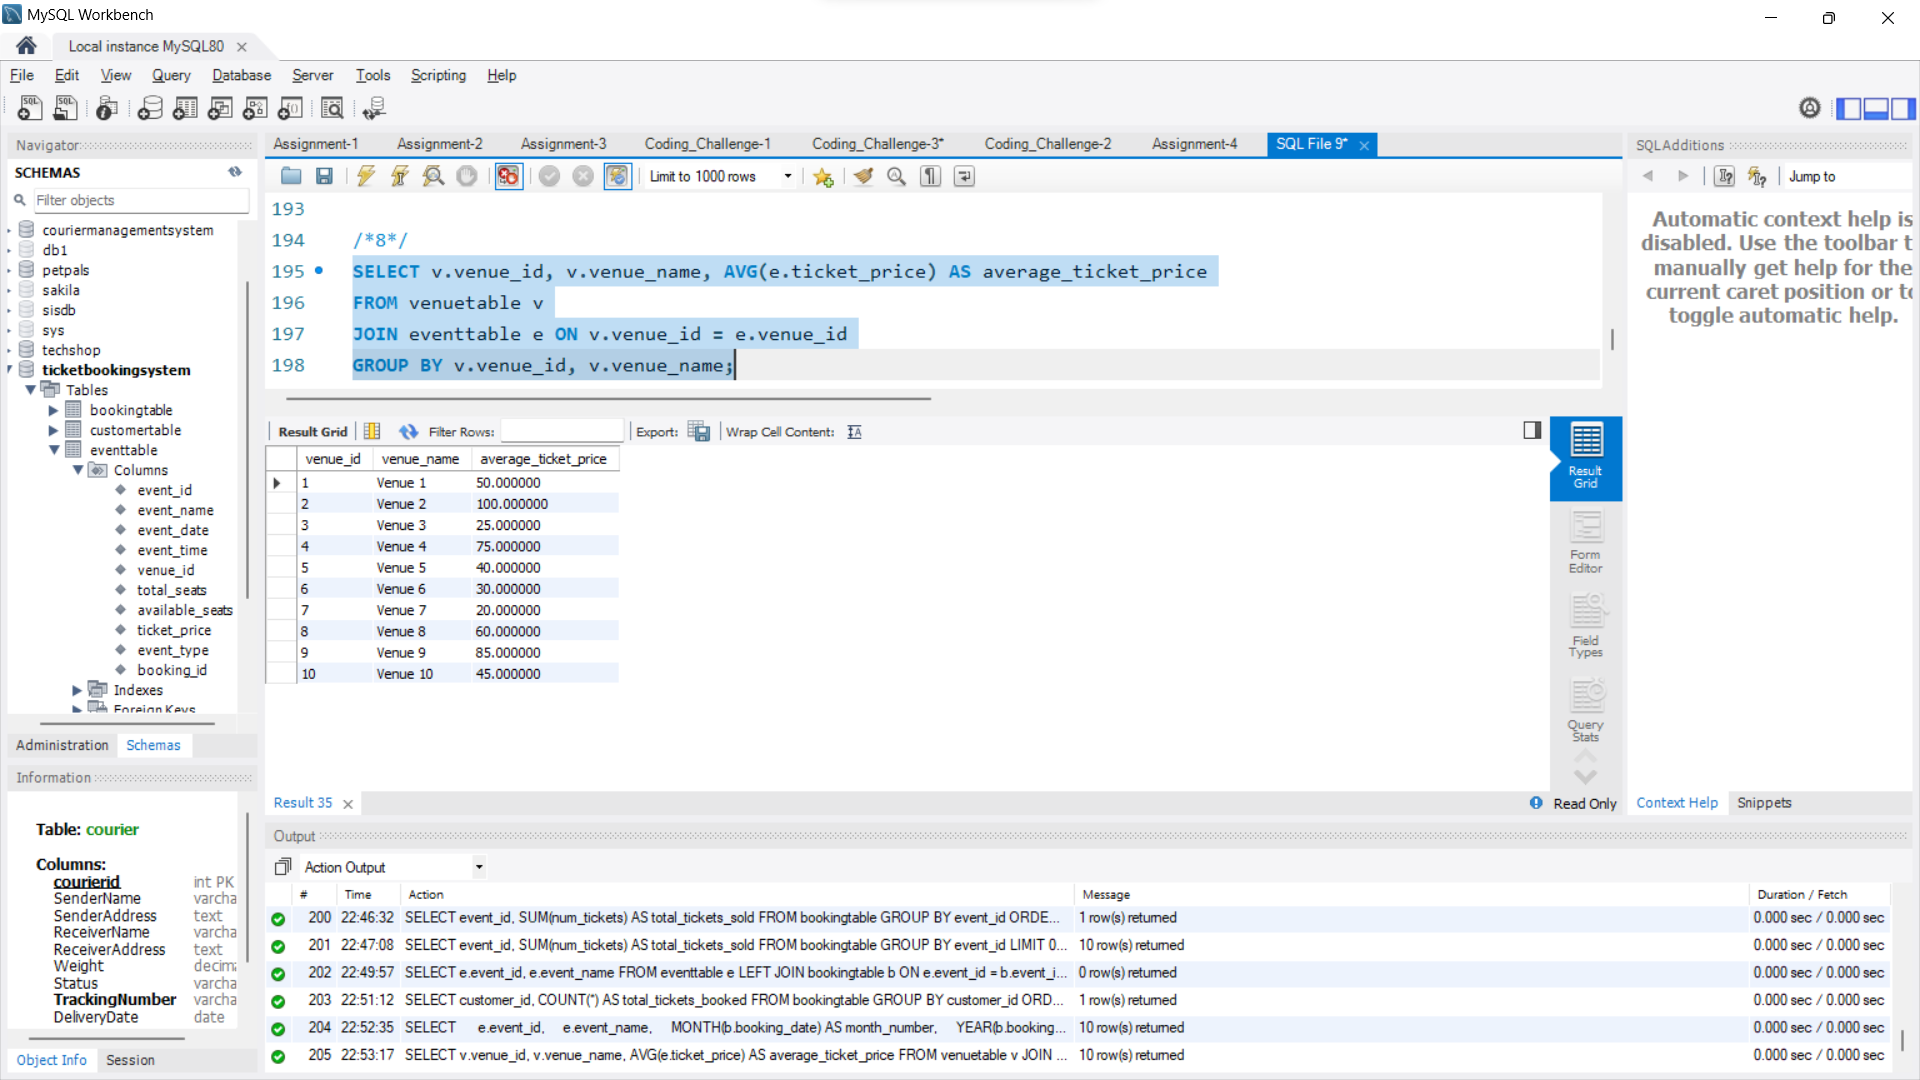 MySQL Workbench
Local instance MySQL80
File Edit View Query Database Server Tools Scripting Help
Navigator
SCHEMAS
Filter objects
couriermanagementsystem
db1
petpals
sakila
sisdb
sys
techshop
ticketbookingsystem
Tables
bookingtable
customertable
eventtable
Columns
event_id
event_name
event_date
event_time
venue_id
total_seats
available_seats
ticket_price
event_type
booking_id
Indexes
Foreign Keys
Administration Schemas
Information
Table: courier
Columns:
courierid int PK
SenderName varcha
SenderAddress text
ReceiverName varcha
ReceiverAddress text
Weight decim
Status varcha
TrackingNumber varcha
DeliveryDate date
Object Info Session
Assignment-1 Assignment-2 Assignment-3 Coding_Challenge-1 Coding_Challenge-3* Coding_Challenge-2 Assignment-4 SQL File 9*
Limit to 1000 rows
193
194 /*8*/
195 SELECT v.venue_id, v.venue_name, AVG(e.ticket_price) AS average_ticket_price
196 FROM venuetable v
197 JOIN eventtable e ON v.venue_id = e.venue_id
198 GROUP BY v.venue_id, v.venue_name;
Result Grid Filter Rows: Export: Wrap Cell Content:
venue_id venue_name average_ticket_price
1 Venue 1 50.000000
2 Venue 2 100.000000
3 Venue 3 25.000000
4 Venue 4 75.000000
5 Venue 5 40.000000
6 Venue 6 30.000000
7 Venue 7 20.000000
8 Venue 8 60.000000
9 Venue 9 85.000000
10 Venue 10 45.000000
Result
Grid
Form
Editor
Field
Types
Query
Stats
Result 35
Read Only
SQLAdditions
Jump to
Automatic context help is
disabled. Use the toolbar t
manually get help for the
current caret position or to
toggle automatic help.
Context Help Snippets
Output
Action Output
# Time Action Message Duration / Fetch
200 22:46:32 SELECT event_id, SUM(num_tickets) AS total_tickets_sold FROM bookingtable GROUP BY event_id ORDE... 1 row(s) returned 0.000 sec / 0.000 sec
201 22:47:08 SELECT event_id, SUM(num_tickets) AS total_tickets_sold FROM bookingtable GROUP BY event_id LIMIT 0... 10 row(s) returned 0.000 sec / 0.000 sec
202 22:49:57 SELECT e.event_id, e.event_name FROM eventtable e LEFT JOIN bookingtable b ON e.event_id = b.event_i... 0 row(s) returned 0.000 sec / 0.000 sec
203 22:51:12 SELECT customer_id, COUNT(*) AS total_tickets_booked FROM bookingtable GROUP BY customer_id ORD... 1 row(s) returned 0.000 sec / 0.000 sec
204 22:52:35 SELECT e.event_id, e.event_name, MONTH(b.booking_date) AS month_number, YEAR(b.booking... 10 row(s) returned 0.000 sec / 0.000 sec
205 22:53:17 SELECT v.venue_id, v.venue_name, AVG(e.ticket_price) AS average_ticket_price FROM venuetable v JOIN ... 10 row(s) returned 0.000 sec / 0.000 sec